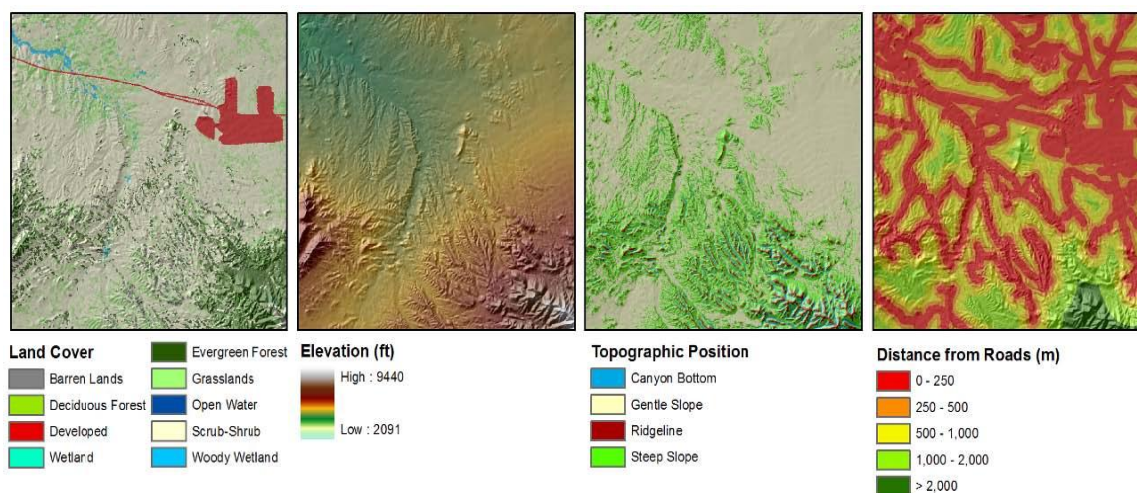 Land Cover
Barren Lands
Deciduous Forest
Developed
Wetland
Evergreen Forest
Grasslands
Open Water
Scrub-Shrub
Woody Wetland
Elevation (ft)
High : 9440
Low : 2091
Topographic Position
Canyon Bottom
Gentle Slope
Ridgeline
Steep Slope
Distance from Roads (m)
0 - 250
250 - 500
500 - 1,000
1,000 - 2,000
> 2,000